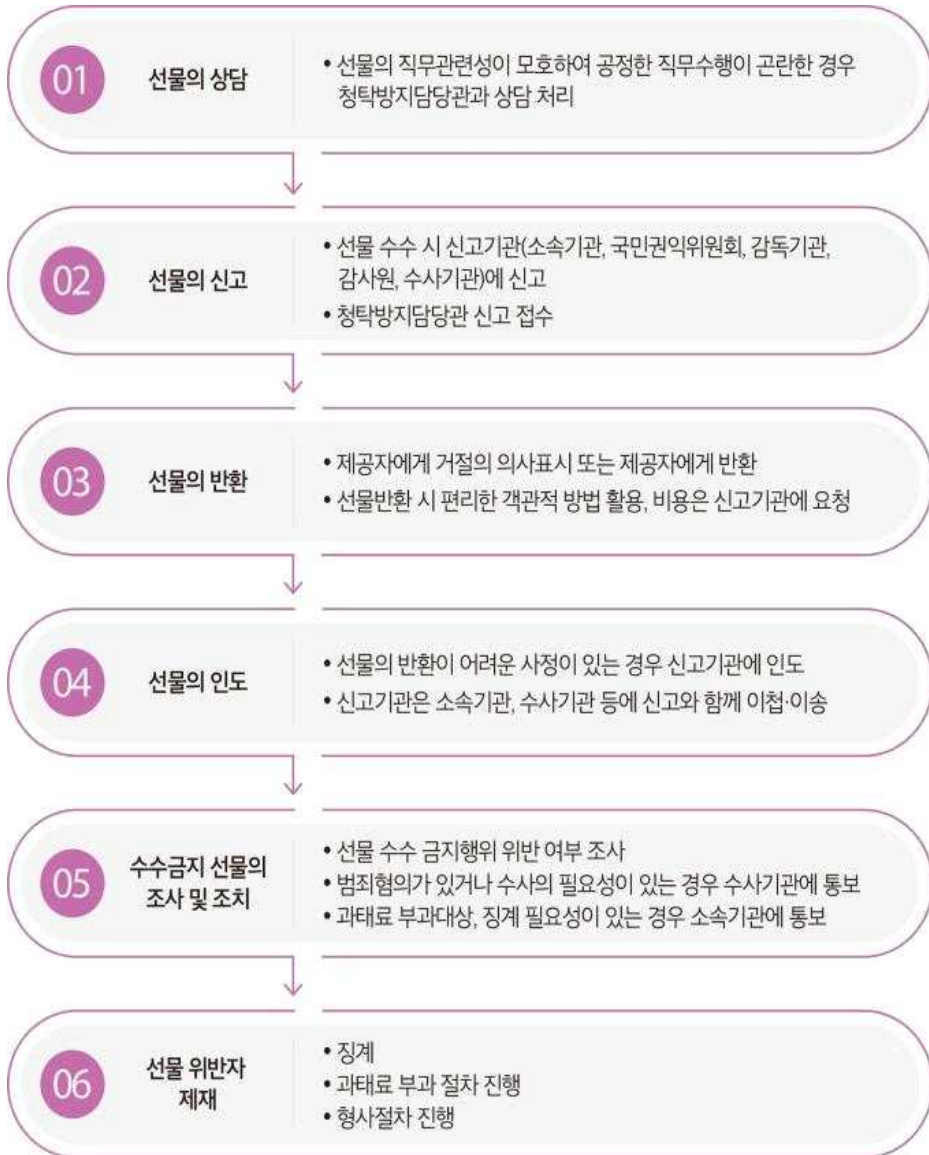 01
선물의 상담
• 선물의 직무관련성이 모호하여 공정한 직무수행이 곤란한 경우
청탁방지담당관과 상담 처리
02
선물의 신고
• 선물 수수 시 신고기관(소속기관, 국민권익위원회, 감독기관,
감사원, 수사기관)에 신고
• 청탁방지담당관 신고 접수
03
선물의 반환
• 제공자에게 거절의 의사표시 또는 제공자에게 반환
• 선물반환 시 편리한 객관적 방법 활용, 비용은 신고기관에 요청
04
선물의 인도
• 선물의 반환이 어려운 사정이 있는 경우 신고기관에 인도
• 신고기관은 소속기관, 수사기관 등에 신고와 함께 이첩·이송
05
수수금지 선물의
조사 및 조치
• 선물 수수 금지행위 위반 여부 조사
• 범죄혐의가 있거나 수사의 필요성이 있는 경우 수사기관에 통보
• 과태료 부과대상, 징계 필요성이 있는 경우 소속기관에 통보
06
선물 위반자
제재
• 징계
• 과태료 부과 절차 진행
• 형사절차 진행